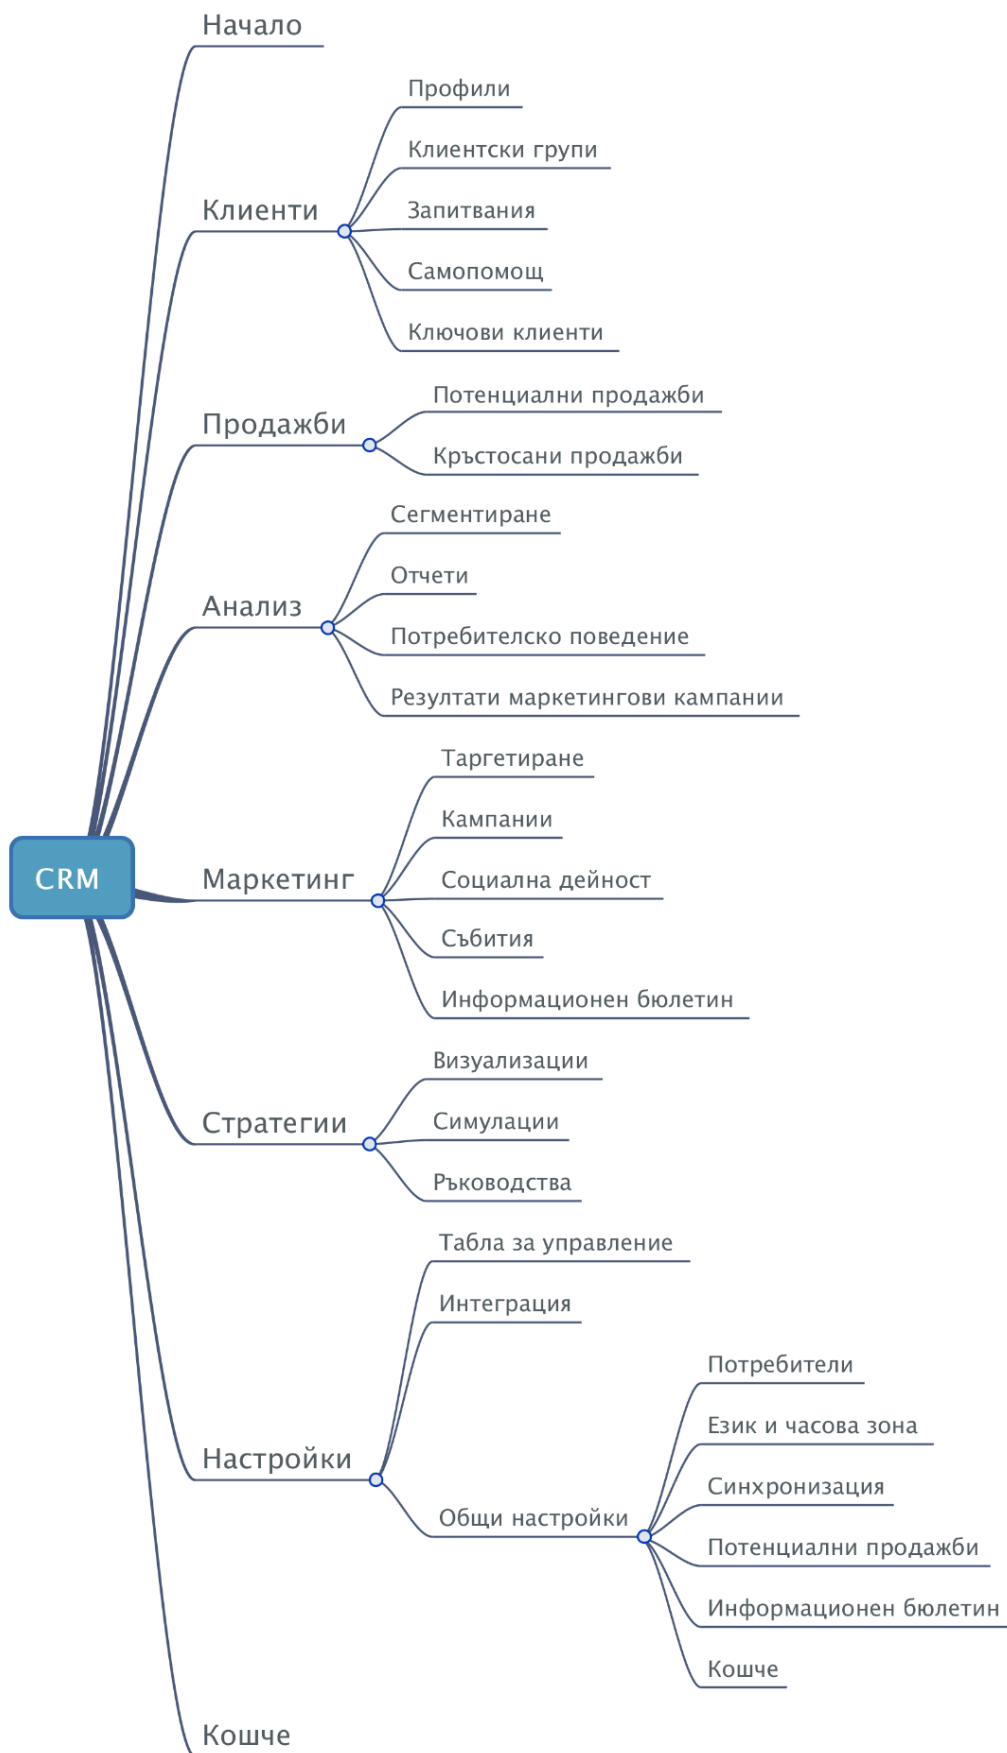 Начало
Профили
Клиентски групи
Клиенти
Запитвания
Самопомощ
Ключови клиенти
Потенциални продажби
Продажби
Кръстосани продажби
Сегментиране
Отчети
Анализ
Потребителско поведение
Резултати маркетингови кампании
Таргетиране
Кампании
CRM
Маркетинг
Социална дейност
Събития
Информационен бюлетин
Визуализации
Стратегии
Симулации
Ръководства
Табла за управление
Интеграция
Потребители
Език и часова зона
Настройки
Синхронизация
Общи настройки
Потенциални продажби
Информационен бюлетин
Кошче
Кошче